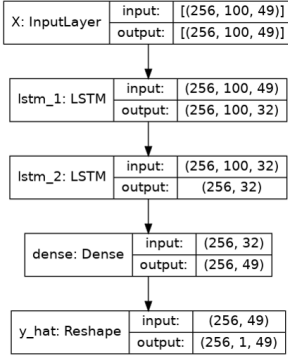 X: InputLayer
input: [(256, 100, 49)]
output: [(256, 100, 49)]
lstm_1: LSTM
input: (256, 100, 49)
output: (256, 100, 32)
lstm_2: LSTM
input: (256, 100, 32)
output: (256, 32)
dense: Dense
input: (256, 32)
output: (256, 49)
y_hat: Reshape
input: (256, 49)
output: (256, 1, 49)